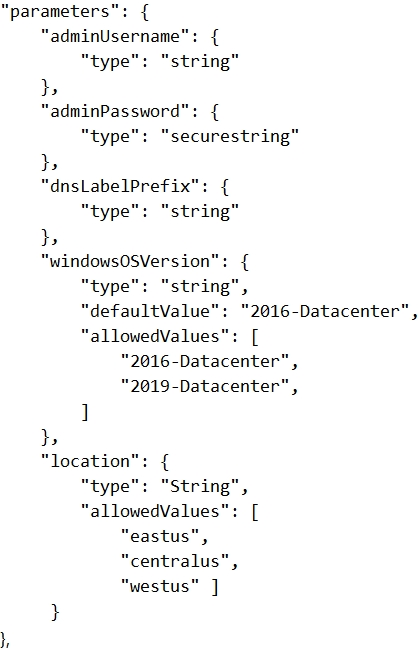 "parameters": {
    "adminUsername": {
        "type": "string"
    },
    "adminPassword": {
        "type": "securestring"
    },
    "dnsLabelPrefix": {
        "type": "string"
    },
    "windowsOSVersion": {
        "type": "string",
        "defaultValue": "2016-Datacenter",
        "allowedValues": [
            "2016-Datacenter",
            "2019-Datacenter",
        ]
    },
    "location": {
        "type": "String",
        "allowedValues": [
            "eastus",
            "centralus",
            "westus" ]
     }
},